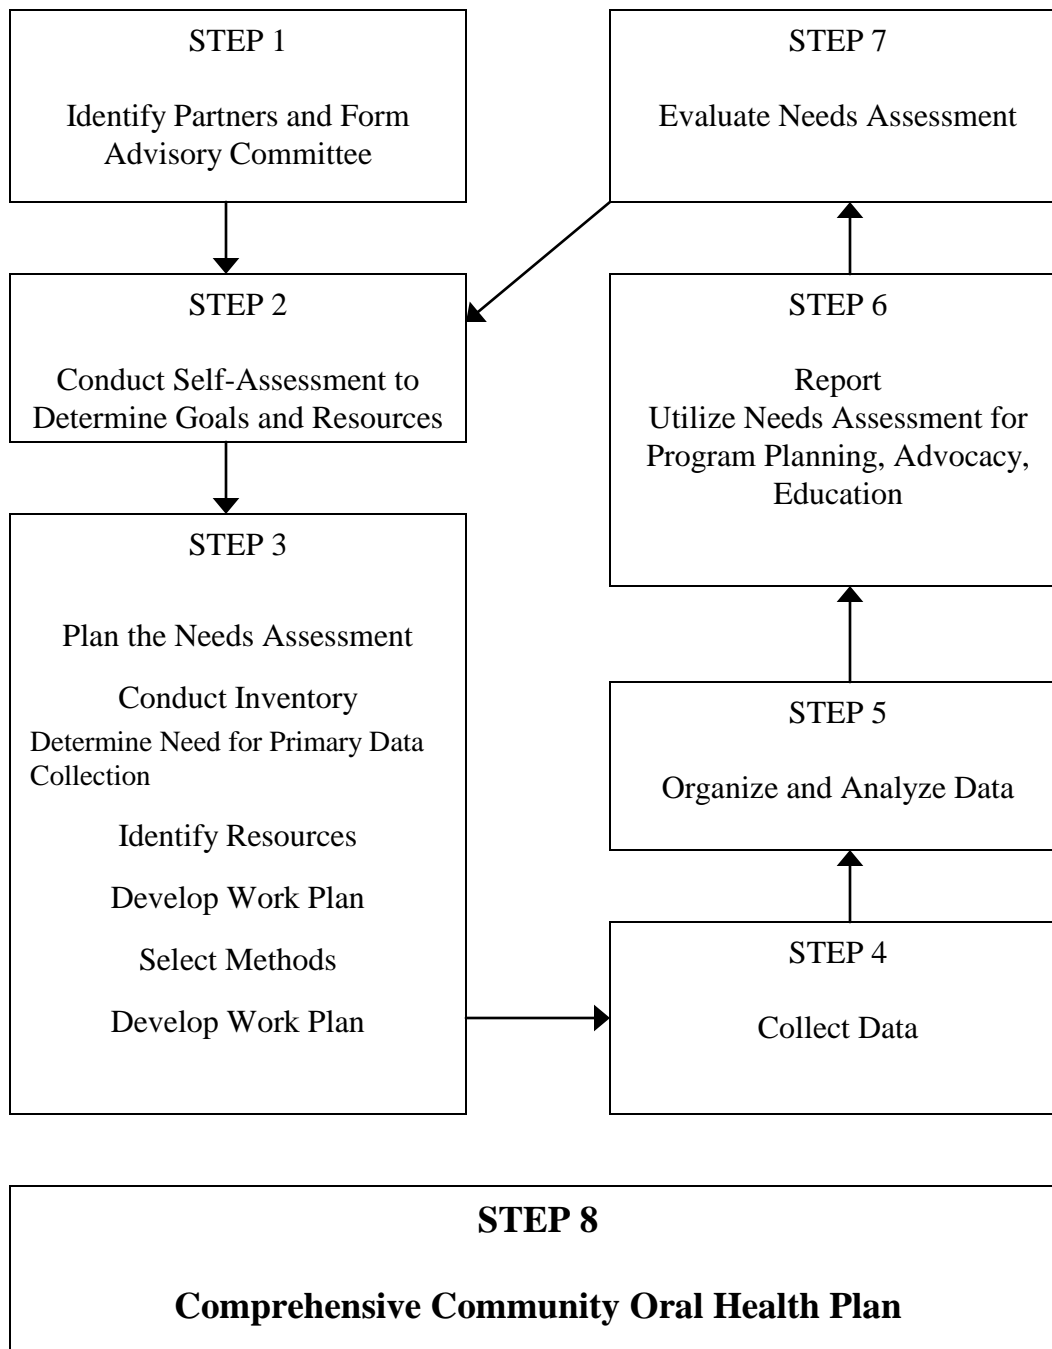 STEP 1
Identify Partners and Form
Advisory Committee
STEP 2
Conduct Self-Assessment to
Determine Goals and Resources
STEP 3
Plan the Needs Assessment
Conduct Inventory
Determine Need for Primary Data
Collection
Identify Resources
Develop Work Plan
Select Methods
Develop Work Plan
STEP 4
Collect Data
STEP 5
Organize and Analyze Data
STEP 6
Report
Utilize Needs Assessment for
Program Planning, Advocacy,
Education
STEP 7
Evaluate Needs Assessment
STEP 8
Comprehensive Community Oral Health Plan